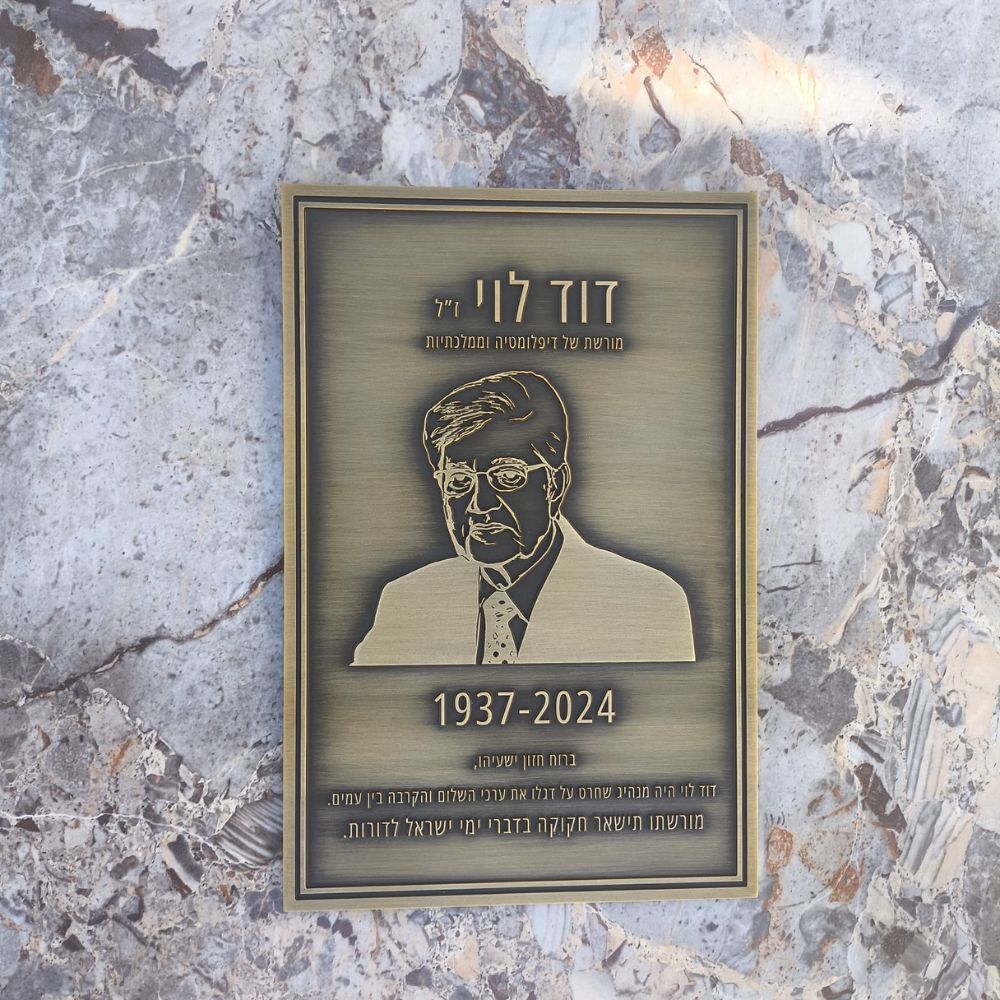 דוד לוי ז"ל
מורשת של דיפלומטיה וממלכתיות
1937-2024
ברוח חזון ישעיהו,
דוד לוי היה מנהיג שחרט על דגלו את ערכי השלום והקרבה בין עמים.
מורשתו תישאר חקוקה בדברי ימי ישראל לדורות.